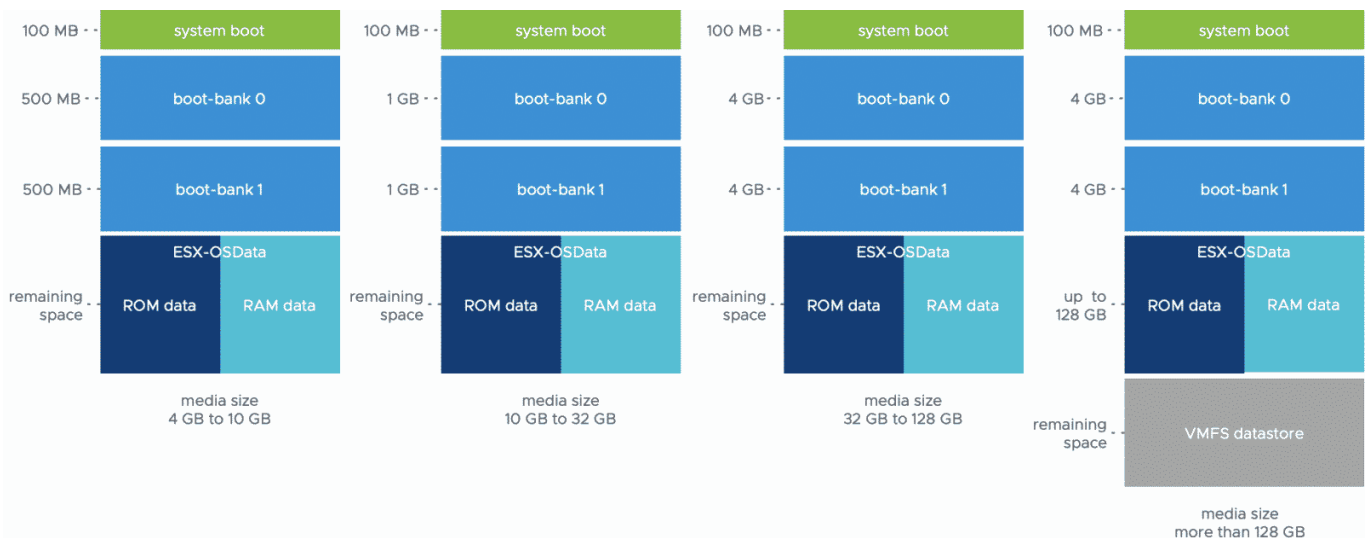 100 MB
system boot
500 MB
boot-bank 0
500 MB
boot-bank 1
ESX-OSData
remaining
space
ROM data
RAM data
media size
4 GB to 10 GB
100 MB
system boot
1 GB
boot-bank 0
1 GB
boot-bank 1
ESX-OSData
remaining
space
ROM data
RAM data
media size
10 GB to 32 GB
100 MB
system boot
4 GB
boot-bank 0
4 GB
boot-bank 1
ESX-OSData
remaining
space
ROM data
RAM data
media size
32 GB to 128 GB
100 MB
system boot
4 GB
boot-bank 0
4 GB
boot-bank 1
ESX-OSData
up to
128 GB
ROM data
RAM data
remaining
space
VMFS datastore
media size
more than 128 GB